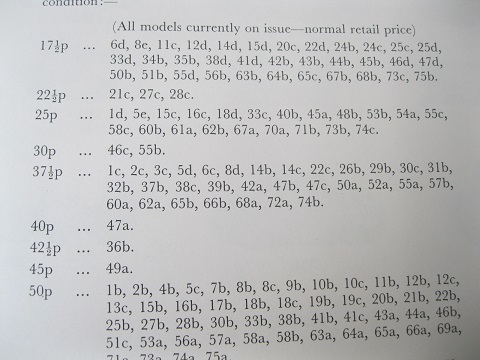 condition:—
(All models currently on issue—normal retail price)
17½p ... 6d, 8e, 11c, 12d, 14d, 15d, 20c, 22d, 24b, 24c, 25c, 25d,
33d, 34b, 35b, 38d, 41d, 42b, 43b, 44b, 45b, 46d, 47d,
50b, 51b, 55d, 56b, 63b, 64b, 65c, 67b, 68b, 73c, 75b.
22½p ... 21c, 27c, 28c.
25p ... 1d, 5e, 15c, 16c, 18d, 33c, 40b, 45a, 48b, 53b, 54a, 55c,
58c, 60b, 61a, 62b, 67a, 70a, 71b, 73b, 74c.
30p ... 46c, 55b.
37½p ... 1c, 2c, 3c, 5d, 6c, 8d, 14b, 14c, 22c, 26b, 29b, 30c, 31b,
32b, 37b, 38c, 39b, 42a, 47b, 47c, 50a, 52a, 55a, 57b,
60a, 62a, 65b, 66b, 68a, 72a, 74b.
40p ... 47a.
42½p ... 36b.
45p ... 49a.
50p ... 1b, 2b, 4b, 5c, 7b, 8b, 8c, 9b, 10b, 10c, 11b, 12b, 12c,
13c, 15b, 16b, 17b, 18b, 18c, 19b, 19c, 20b, 21b, 22b,
25b, 27b, 28b, 30b, 33b, 38b, 41b, 41c, 43a, 44a, 46b,
51c, 53a, 56a, 57a, 58a, 58b, 63a, 64a, 65a, 66a, 69a,
71a, 73a, 74a, 75a.